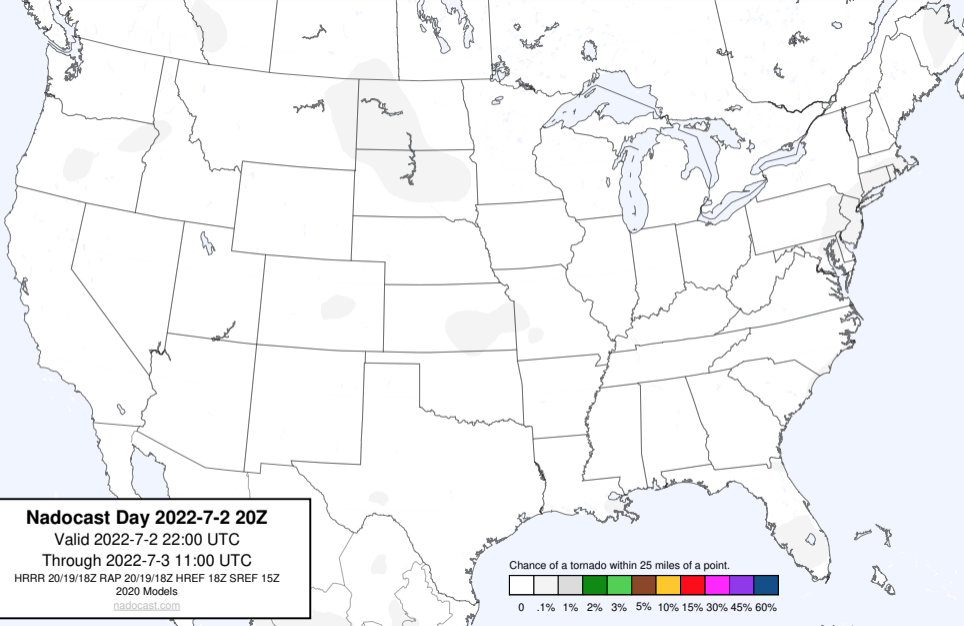 Nadocast Day 2022-7-2 20Z
Valid 2022-7-2 22:00 UTC
Through 2022-7-3 11:00 UTC
HRRR 20/19/18Z RAP 20/19/18Z HREF 18Z SREF 15Z
2020 Models
nadocast.com
Chance of a tornado within 25 miles of a point.
0 .1% 1% 2% 3% 5% 10% 15% 30% 45% 60%